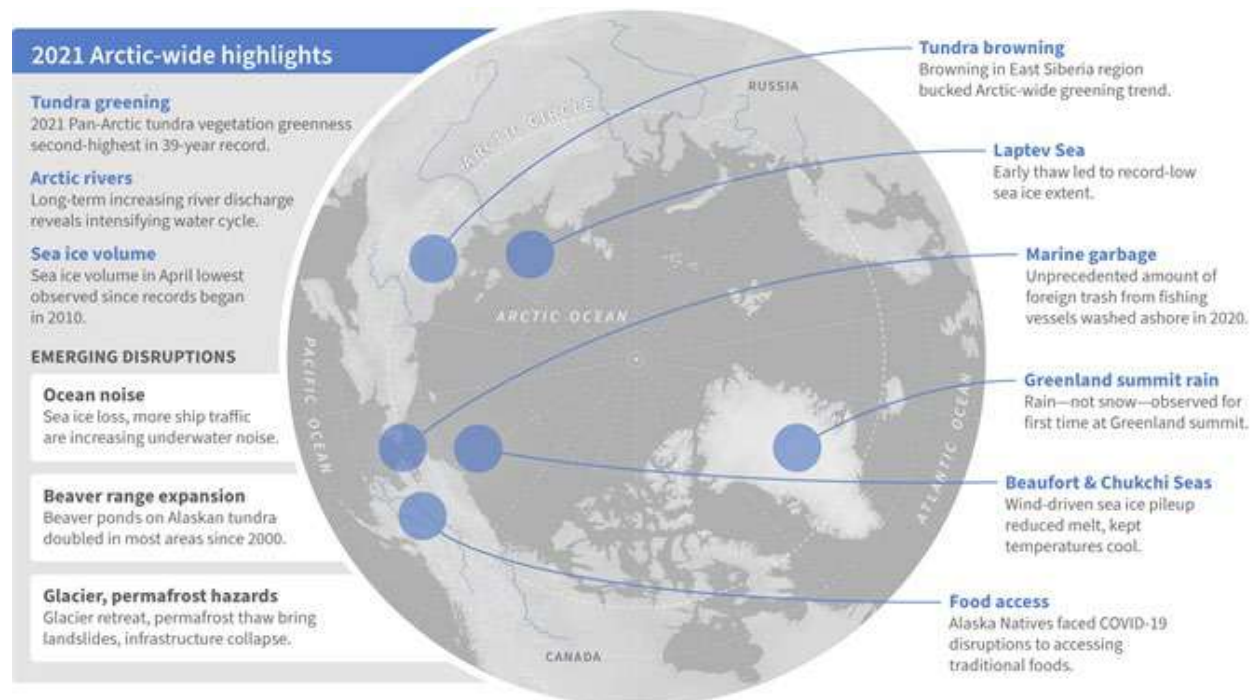 2021 Arctic-wide highlights
Tundra greening
2021 Pan-Arctic tundra vegetation greenness
second-highest in 39-year record.
Arctic rivers
Long-term increasing river discharge
reveals intensifying water cycle.
Sea ice volume
Sea ice volume in April lowest
observed since records began
in 2010.
EMERGING DISRUPTIONS
Ocean noise
Sea ice loss, more ship traffic
are increasing underwater noise.
Beaver range expansion
Beaver ponds on Alaskan tundra
doubled in most areas since 2000.
Glacier, permafrost hazards
Glacier retreat, permafrost thaw bring
landslides, infrastructure collapse.
RUSSIA
ARCTIC CIRCLE
ARCTIC OCEAN
PACIFIC OCEAN
ATLANTIC OCEAN
CANADA
Tundra browning
Browning in East Siberia region
bucked Arctic-wide greening trend.
Laptev Sea
Early thaw led to record-low
sea ice extent.
Marine garbage
Unprecedented amount of
foreign trash from fishing
vessels washed ashore in 2020.
Greenland summit rain
Rain—not snow—observed for
first time at Greenland summit.
Beaufort & Chukchi Seas
Wind-driven sea ice pileup
reduced melt, kept
temperatures cool.
Food access
Alaska Natives faced COVID-19
disruptions to accessing
traditional foods.